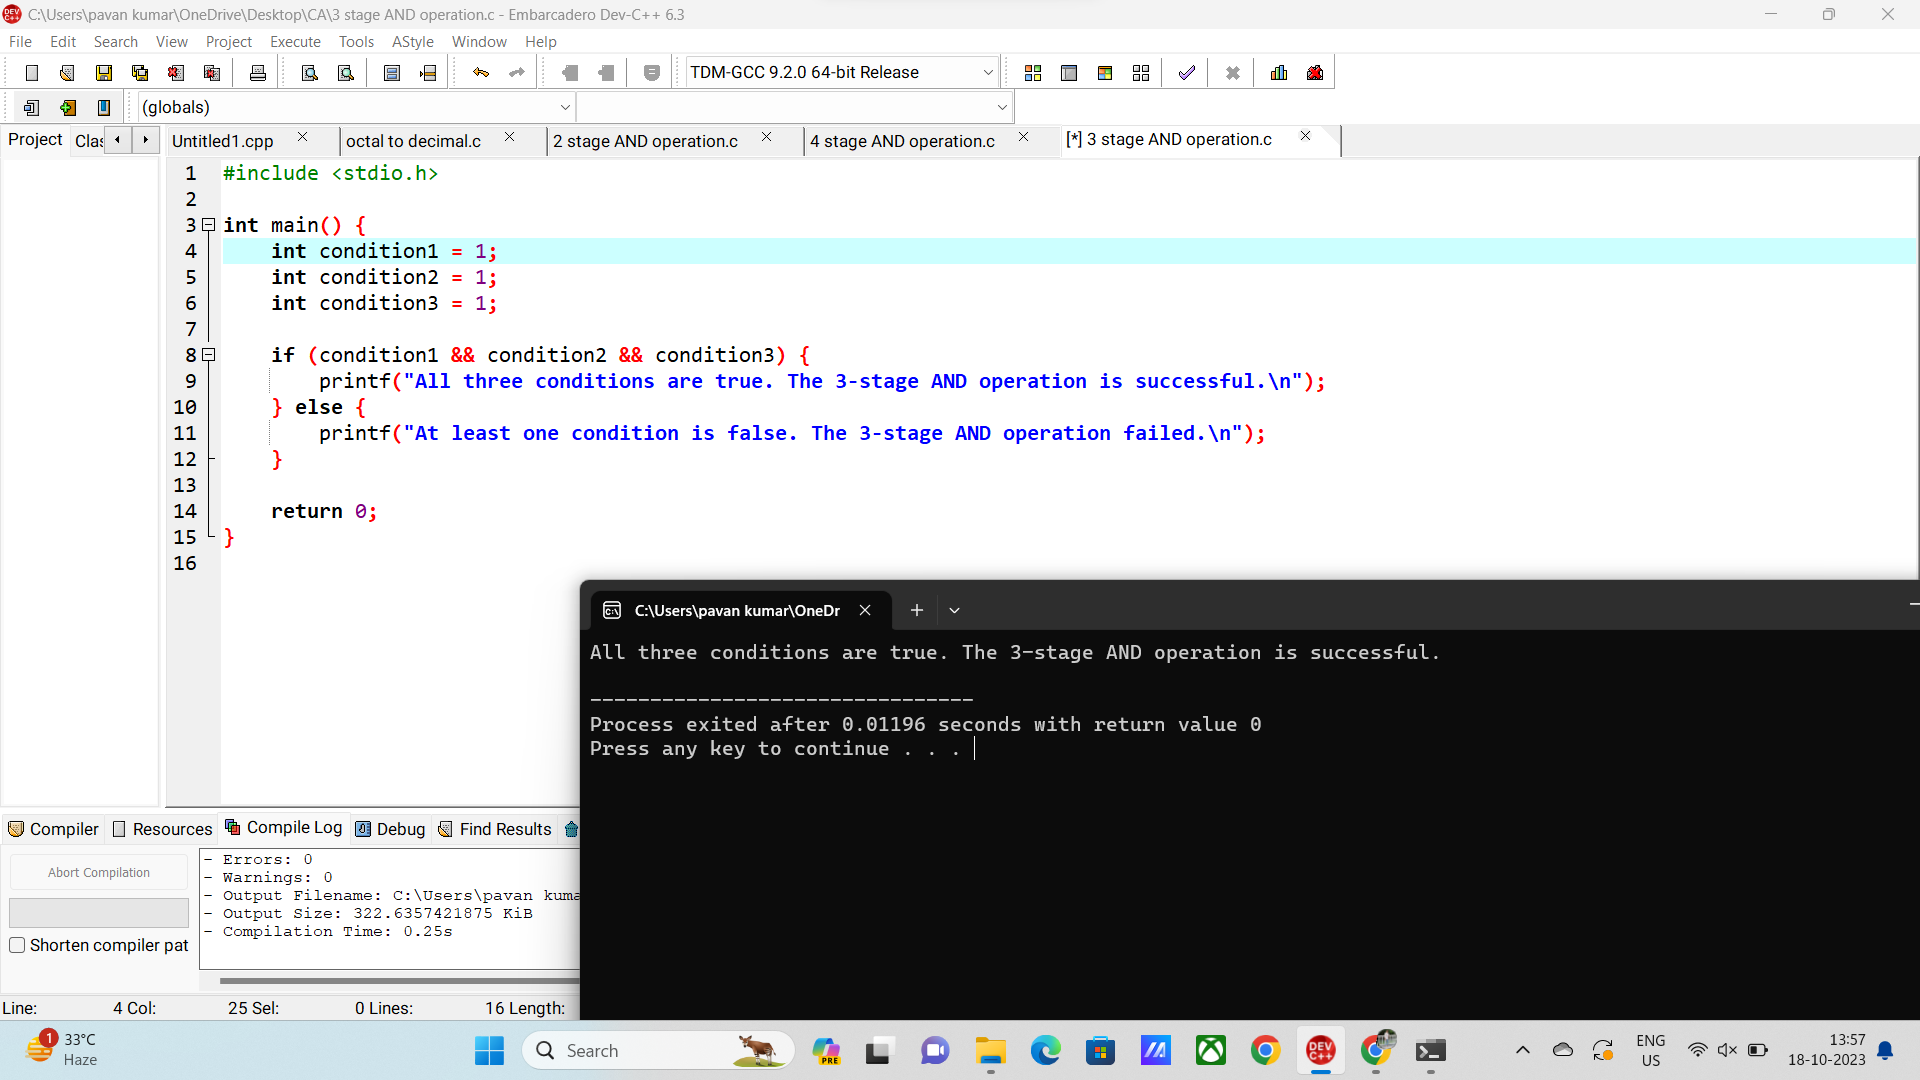 C:\Users\pavan kumar\OneDrive\Desktop\CA\3 stage AND operation.c - Embarcadero Dev-C++ 6.3
File Edit Search View Project Execute Tools AStyle Window Help
TDM-GCC 9.2.0 64-bit Release
(globals)
Project Clas Untitled1.cpp octal to decimal.c 2 stage AND operation.c 4 stage AND operation.c [*] 3 stage AND operation.c
1 #include <stdio.h>
2
3 int main() {
4 int condition1 = 1;
5 int condition2 = 1;
6 int condition3 = 1;
7
8 if (condition1 && condition2 && condition3) {
9 printf("All three conditions are true. The 3-stage AND operation is successful.\n");
10 } else {
11 printf("At least one condition is false. The 3-stage AND operation failed.\n");
12 }
13
14 return 0;
15 }
16
C:\Users\pavan kumar\OneDr
All three conditions are true. The 3-stage AND operation is successful.
--------------------------------
Process exited after 0.01196 seconds with return value 0
Press any key to continue . . .
Compiler Resources Compile Log Debug Find Results
Abort Compilation
Shorten compiler pat
- Errors: 0
- Warnings: 0
- Output Filename: C:\Users\pavan kuma
- Output Size: 322.6357421875 KiB
- Compilation Time: 0.25s
Line: 4 Col: 25 Sel: 0 Lines: 16 Length:
1
33°C
Haze
Search
PRE
DEV C++
ENG
US
13:57
18-10-2023